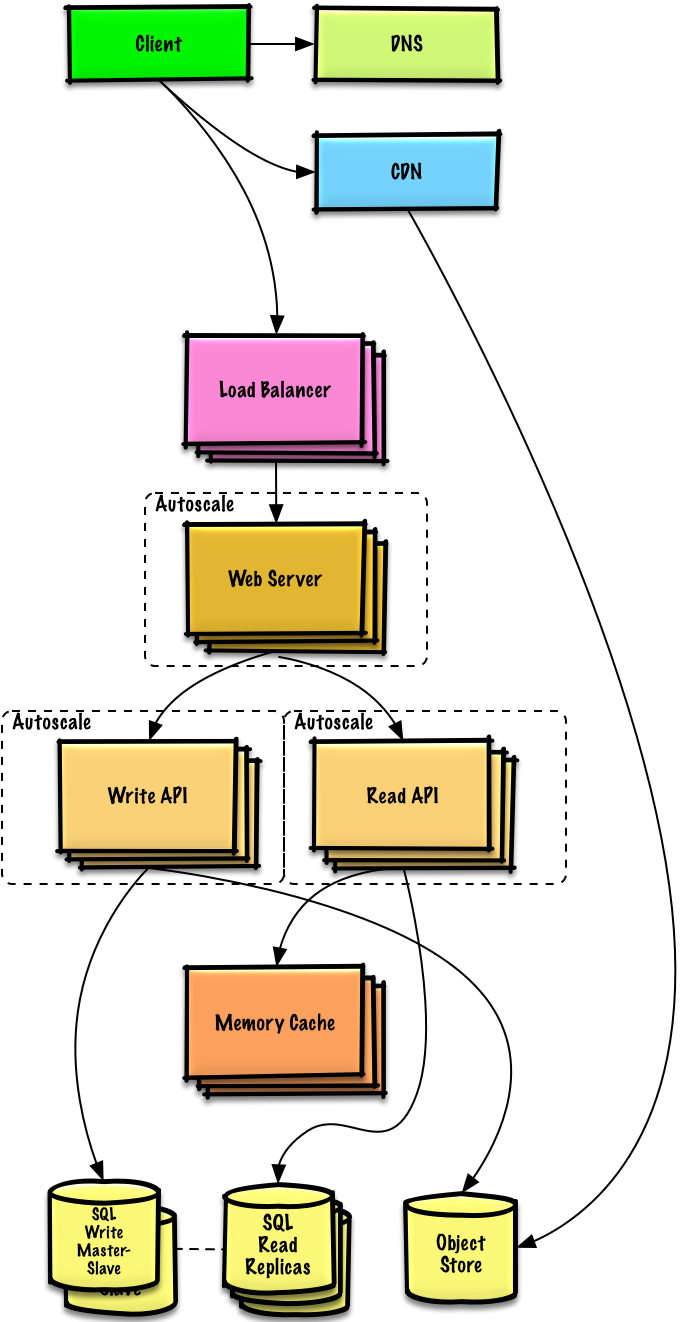 Client
DNS
CDN
Load Balancer
Autoscale
Web Server
Autoscale
Autoscale
Write API
Read API
Memory Cache
SQL
Write
Master-
Slave
Slave
SQL
Read
Replicas
Object
Store